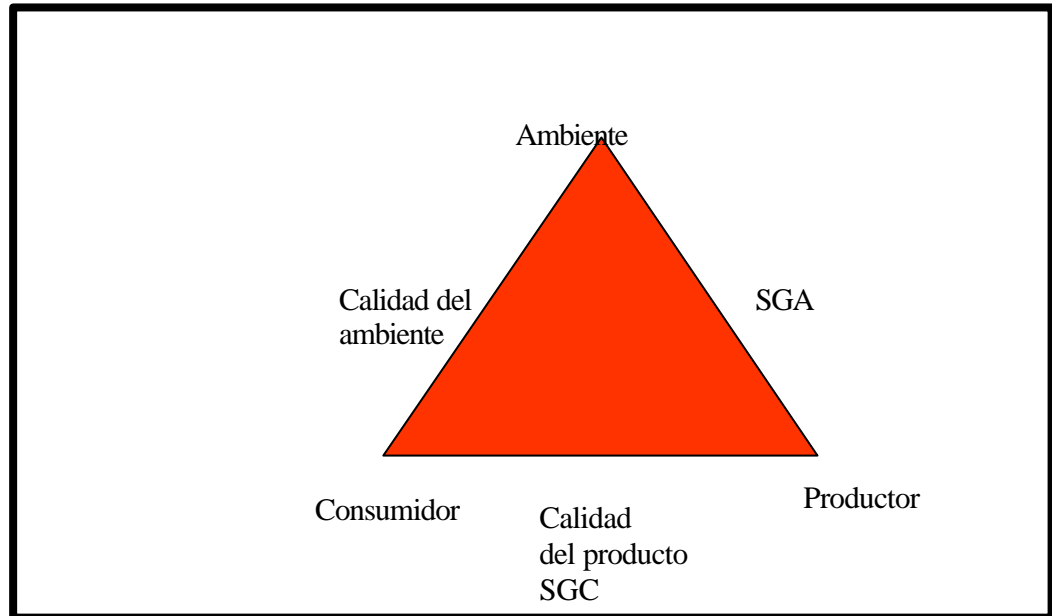 Ambiente
Calidad del
ambiente
SGA
Consumidor
Calidad
del producto
SGC
Productor